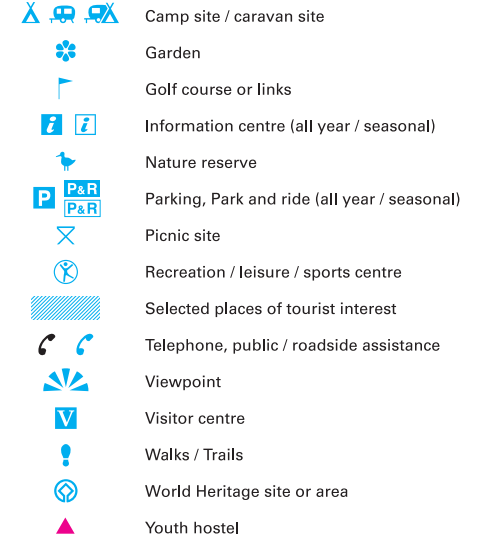 Camp site / caravan site
Garden
Golf course or links
i i Information centre (all year / seasonal)
Nature reserve
P P&R P&R Parking, Park and ride (all year / seasonal)
Picnic site
Recreation / leisure / sports centre
Selected places of tourist interest
Telephone, public / roadside assistance
Viewpoint
V Visitor centre
Walks / Trails
World Heritage site or area
Youth hostel